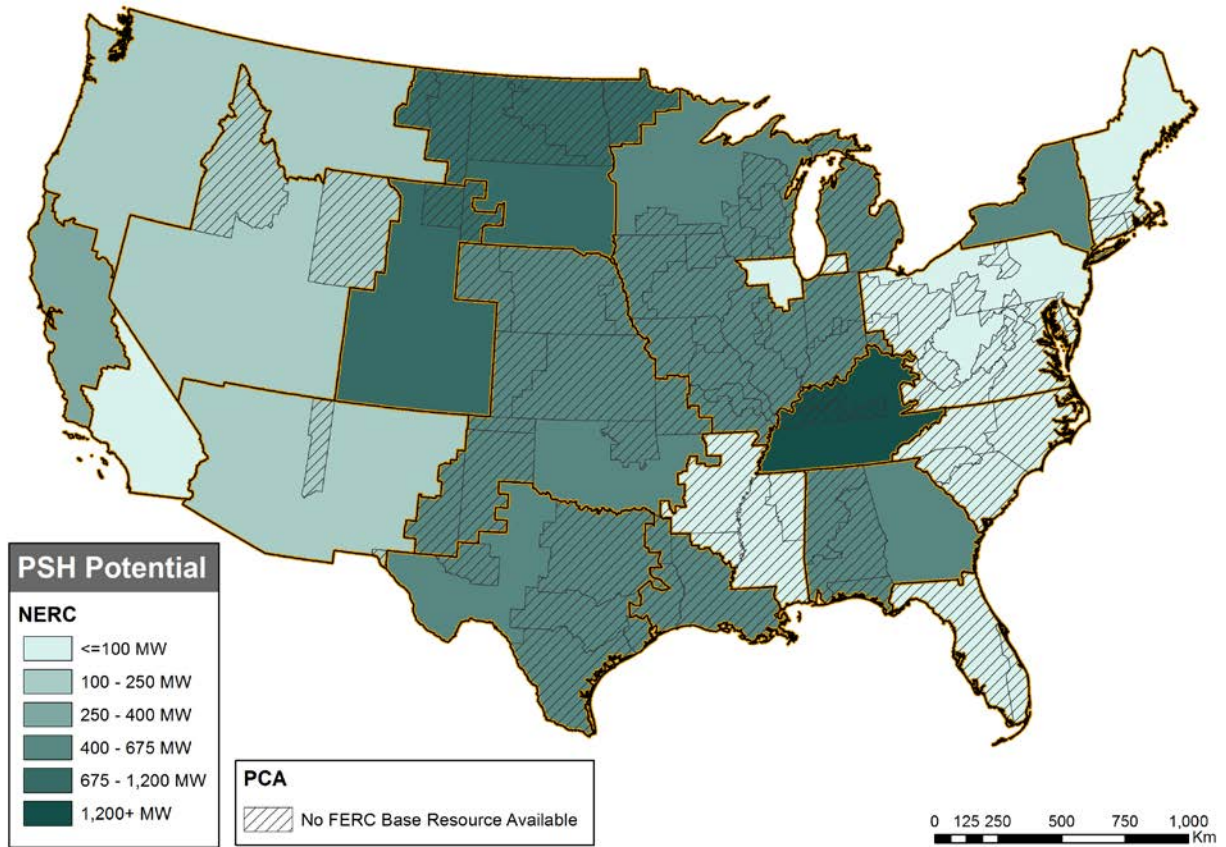 PSH Potential
NERC
<=100 MW
100 - 250 MW
250 - 400 MW
400 - 675 MW
675 - 1,200 MW
1,200+ MW
PCA
No FERC Base Resource Available
0 125 250 500 750 1,000
Km